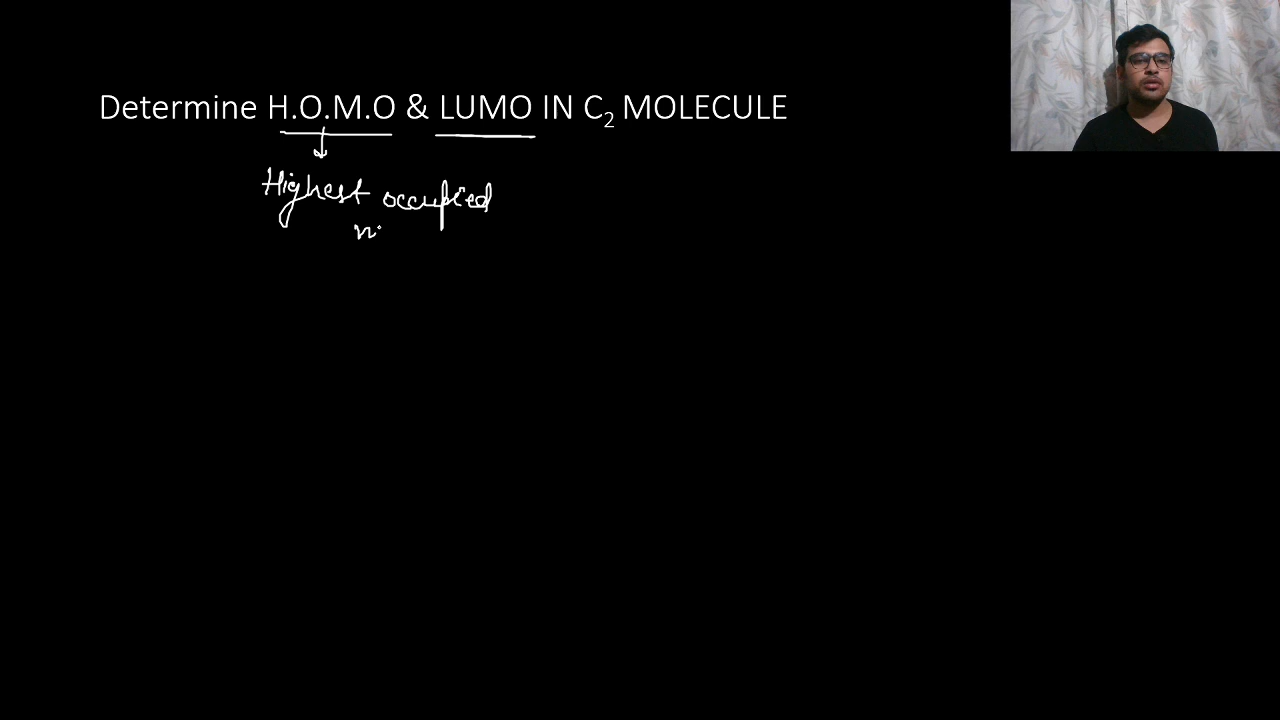 Determine H.O.M.O & LUMO IN C₂ MOLECULE
Highest occupied